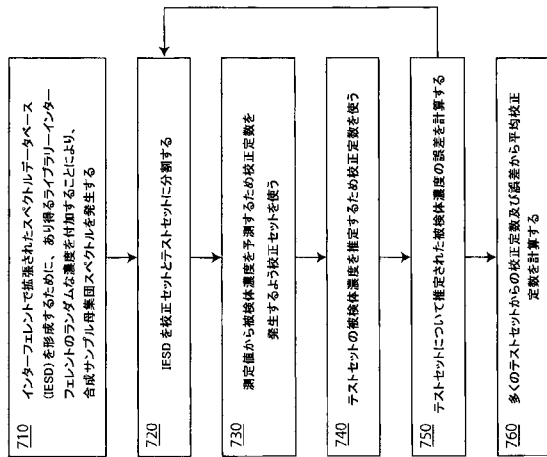 710
インターフェレントで拡張されたスペクトルデータベース
(IESD)を形成するために、あり得るライブラリーインター
フェレントのランダムな濃度を付加することにより、
合成サンプル母集団スペクトルを発生する
720
IESDを校正セットとテストセットに分割する
730
測定値から被検体濃度を予測するため校正定数を
発生するよう校正セットを使う
740
テストセットの被検体濃度を推定するため校正定数を使う
750
テストセットについて推定された被検体濃度の誤差を計算する
760
多くのテストセットからの校正定数及び誤差から平均校正
定数を計算する